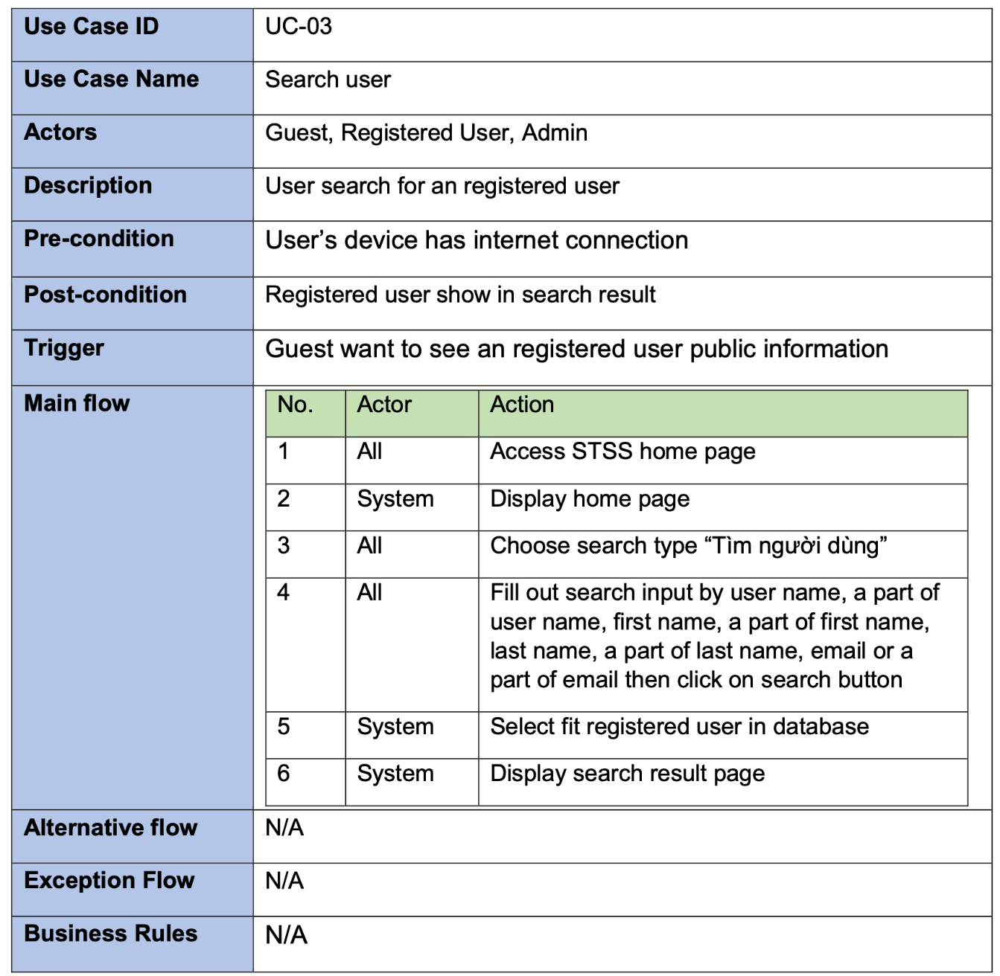 Use Case ID UC-03
Use Case Name Search user
Actors Guest, Registered User, Admin
Description User search for an registered user
Pre-condition User’s device has internet connection
Post-condition Registered user show in search result
Trigger Guest want to see an registered user public information
Main flow No. Actor Action
1 All Access STSS home page
2 System Display home page
3 All Choose search type “Tìm người dùng”
4 All Fill out search input by user name, a part of
user name, first name, a part of first name,
last name, a part of last name, email or a
part of email then click on search button
5 System Select fit registered user in database
6 System Display search result page
Alternative flow N/A
Exception Flow N/A
Business Rules N/A